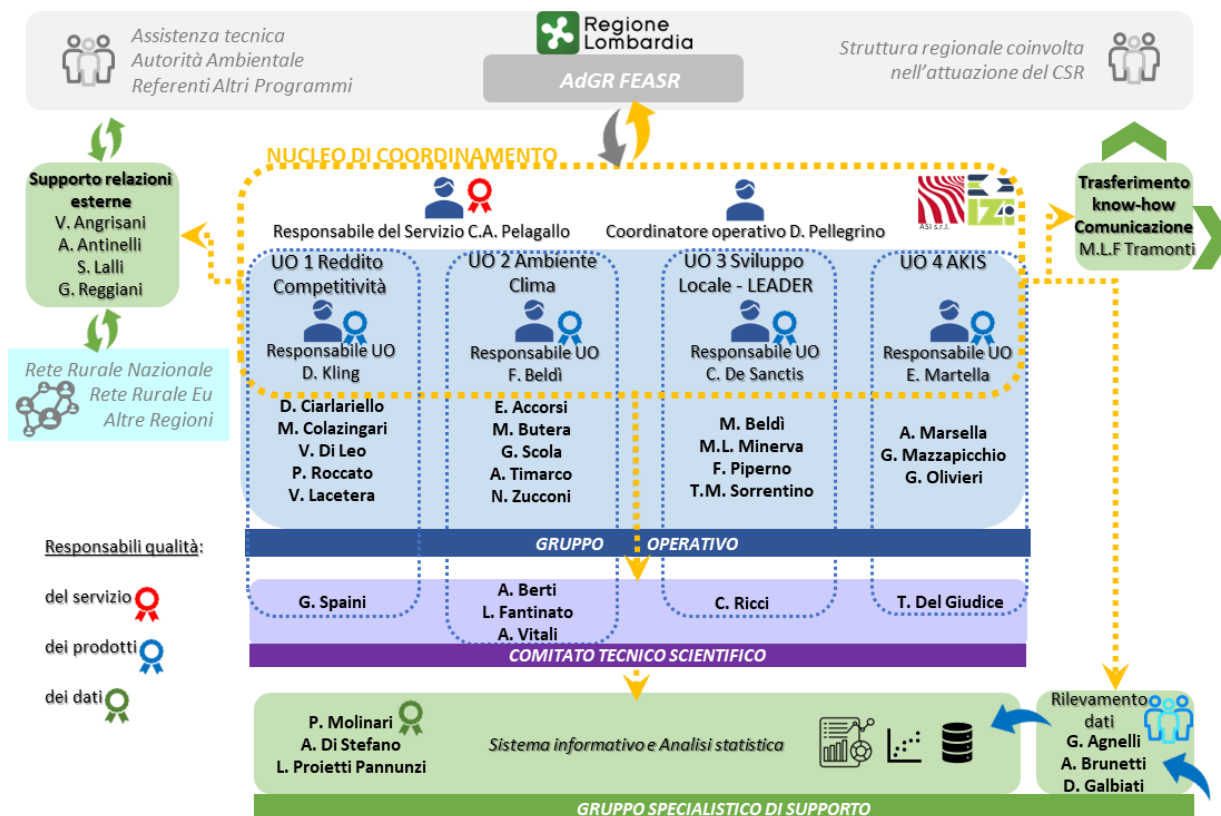 Assistenza tecnica
Autorità Ambientale
Referenti Altri Programmi
Regione
Lombardia
AdGR FEASR
Struttura regionale coinvolta
nell'attuazione del CSR
NUCLEO DI COORDINAMENTO
Supporto relazioni
esterne
V. Angrisani
A. Antinelli
S. Lalli
G. Reggiani
Responsabile del Servizio C.A. Pelagallo
Coordinatore operativo D. Pellegrino
ASI s.r.l.
IZI
40
Trasferimento
know-how
Comunicazione
M.L.F Tramonti
Rete Rurale Nazionale
Rete Rurale Eu
Altre Regioni
UO 1 Reddito
Competitività
Responsabile UO
D. Kling
D. Ciarlariello
M. Colazingari
V. Di Leo
P. Roccato
V. Lacetera
UO 2 Ambiente
Clima
Responsabile UO
F. Beldì
E. Accorsi
M. Butera
G. Scola
A. Timarco
N. Zucconi
UO 3 Sviluppo
Locale - LEADER
Responsabile UO
C. De Sanctis
M. Beldì
M.L. Minerva
F. Piperno
T.M. Sorrentino
UO 4 AKIS
Responsabile UO
E. Martella
A. Marsella
G. Mazzapicchio
G. Olivieri
GRUPPO OPERATIVO
G. Spaini
A. Berti
L. Fantinato
A. Vitali
C. Ricci
T. Del Giudice
COMITATO TECNICO SCIENTIFICO
Responsabili qualità:
del servizio
dei prodotti
dei dati
P. Molinari
A. Di Stefano
L. Proietti Pannunzi
Sistema informativo e Analisi statistica
Rilevamento
dati
G. Agnelli
A. Brunetti
D. Galbiati
GRUPPO SPECIALISTICO DI SUPPORTO